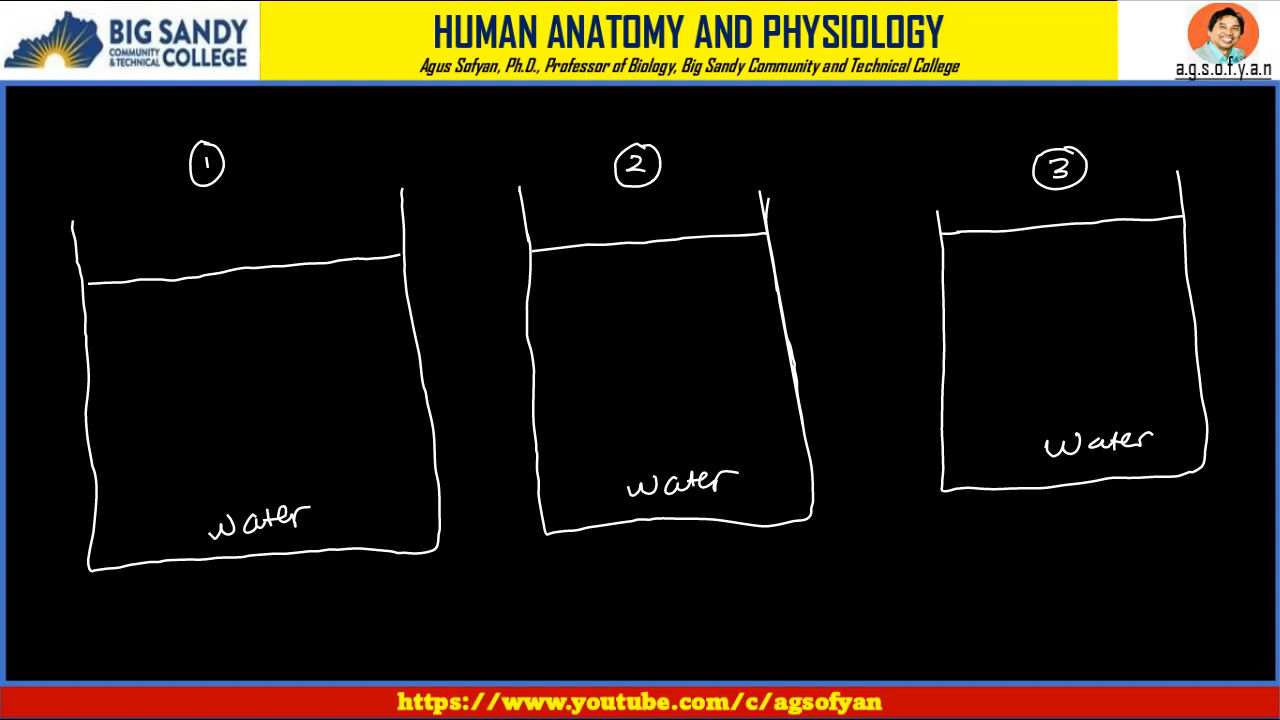 BIG SANDY
COMMUNITY
& TECHNICAL COLLEGE
HUMAN ANATOMY AND PHYSIOLOGY
Agus Sofyan, Ph.D., Professor of Biology, Big Sandy Community and Technical College
a.g.s.o.f.y.a.n
1
2
3
water
water
Water
https://www.youtube.com/c/agsofyan